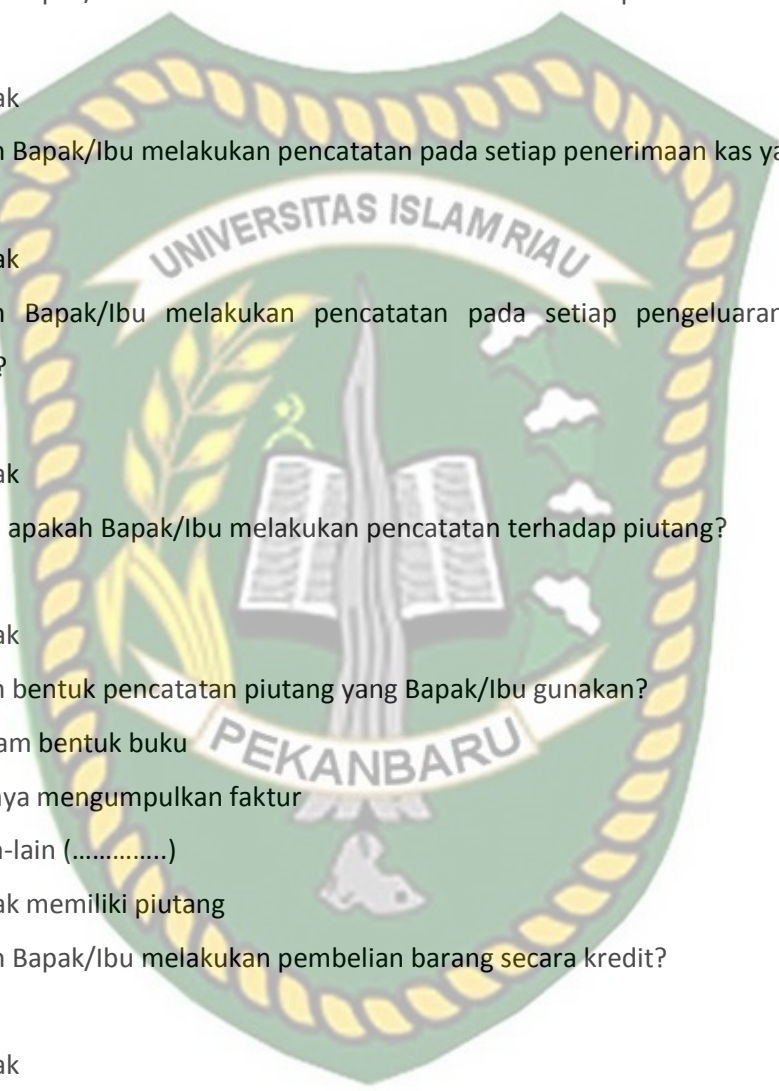 ak
Bapak/Ibu melakukan pencatatan pada setiap penerimaan kas
UNIVERSITAS ISLAM RIAU
ak
Bapak/Ibu melakukan pencatatan pada setiap pengeluaran
?
ak
apakah Bapak/Ibu melakukan pencatatan terhadap piutang?
ak
bentuk pencatatan piutang yang Bapak/Ibu gunakan?
am bentuk buku
PEKANBARU
ya mengumpulkan faktur
-lain (..............)
ak memiliki piutang
Bapak/Ibu melakukan pembelian barang secara kredit?
ak